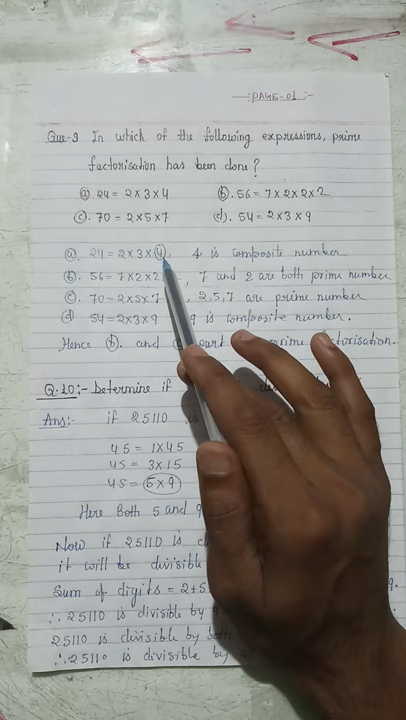 —:PAGE-01:-
Que-3 In which of the following expressions, prime
factorisation has been done?
(a) 24 = 2×3×4 (b). 56 = 7×2×2×2
(c). 70 = 2×5×7 (d). 54 = 2×3×9
(a). 24 = 2×3×4, 4 is composite number
(b). 56 = 7×2×2 , 7 and 2 are both prime number
(c). 70 = 2×5×7 , 2,5,7 are prime number
(d) 54 = 2×3×9 9 is composite number.
Hence (b). and prime factorisation.
Q.10:- Determine if
Ans:- if 25110 is
45 = 1×45
45 = 3×15
45 = 5×9
Here both 5 and 9
Now if 25110 is
it will be divisible
Sum of digits = 2+5 9.
∴ 25110 is divisible by 9
25110 is divisible by both
∴ 25110 is divisible by